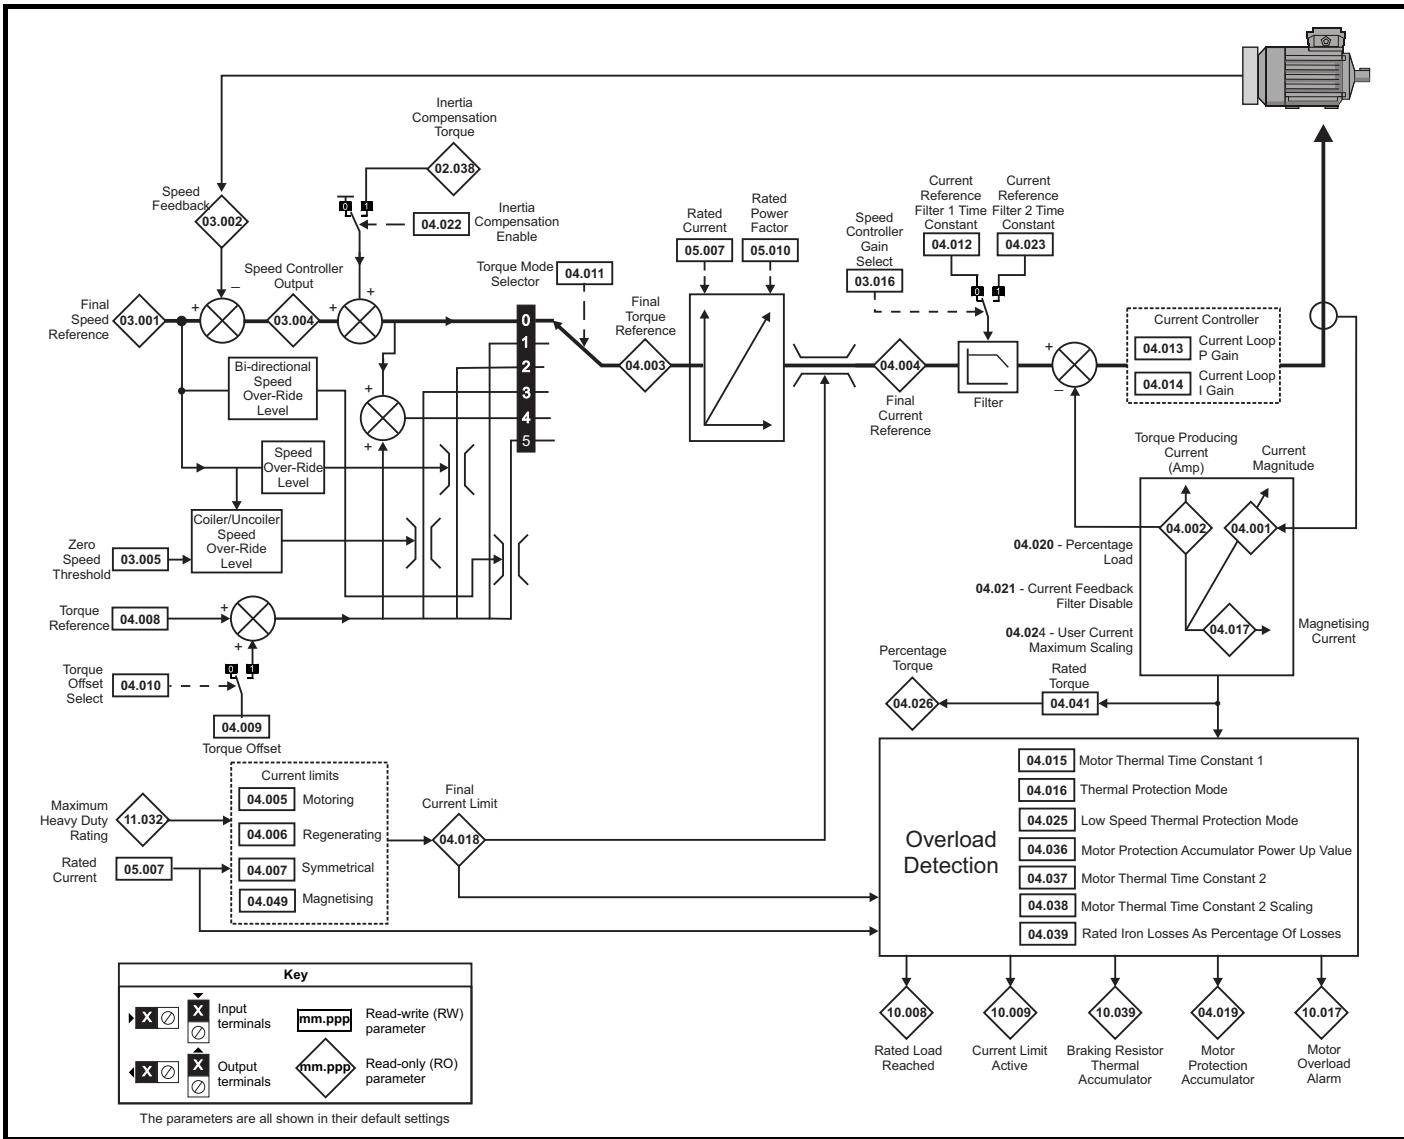 Inertia
Compensation
Torque
02.038
Speed
Feedback
03.002
0
1
04.022
Inertia
Compensation
Enable
Rated
Current
05.007
Rated
Power
Factor
05.010
Speed
Controller
Gain
Select
03.016
Current
Reference
Filter 1 Time
Constant
04.012
Current
Reference
Filter 2 Time
Constant
04.023
0
1
Final
Speed
Reference
03.001
+
–
Speed Controller
Output
03.004
+
+
Torque Mode
Selector
04.011
0
1
2
3
4
5
Final
Torque
Reference
04.003
04.004
Final
Current
Reference
Filter
+
–
Current Controller
04.013
Current Loop
P Gain
04.014
Current Loop
I Gain
Bi-directional
Speed
Over-Ride
Level
+
+
Speed
Over-Ride
Level
Coiler/Uncoiler
Speed
Over-Ride
Level
Zero
Speed
Threshold
03.005
Torque
Reference
04.008
+
+
Torque
Offset
Select
04.010
0
1
04.009
Torque Offset
Torque Producing
Current
(Amp)
Current
Magnitude
04.002
04.001
04.017
Magnetising
Current
04.020 - Percentage
Load
04.021 - Current Feedback
Filter Disable
04.024 - User Current
Maximum Scaling
Percentage
Torque
04.026
Rated
Torque
04.041
Maximum
Heavy Duty
Rating
11.032
Rated
Current
05.007
Current limits
04.005 Motoring
04.006 Regenerating
04.007 Symmetrical
04.049 Magnetising
Final
Current Limit
04.018
Overload
Detection
04.015 Motor Thermal Time Constant 1
04.016 Thermal Protection Mode
04.025 Low Speed Thermal Protection Mode
04.036 Motor Protection Accumulator Power Up Value
04.037 Motor Thermal Time Constant 2
04.038 Motor Thermal Time Constant 2 Scaling
04.039 Rated Iron Losses As Percentage Of Losses
10.008
Rated Load
Reached
10.009
Current Limit
Active
10.039
Braking Resistor
Thermal
Accumulator
04.019
Motor
Protection
Accumulator
10.017
Motor
Overload
Alarm
Key
X
X
Input
terminals
mm.ppp
Read-write (RW)
parameter
X
X
Output
terminals
mm.ppp
Read-only (RO)
parameter
The parameters are all shown in their default settings